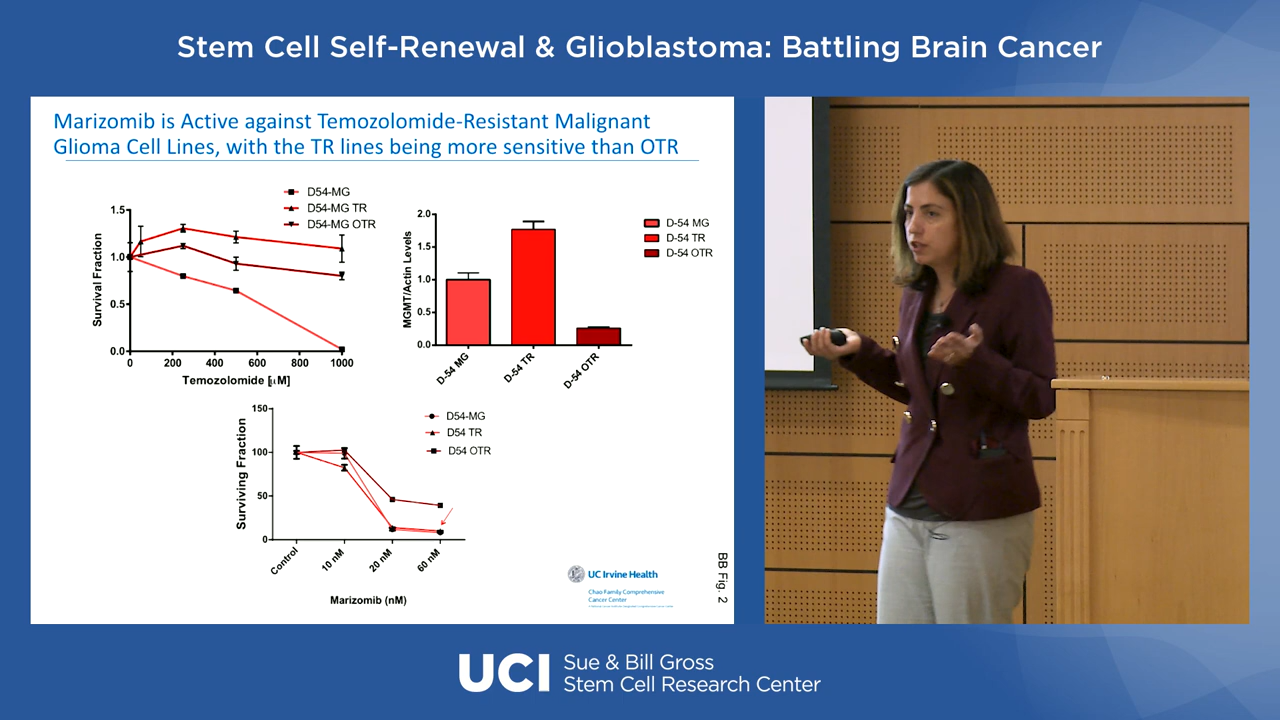 Stem Cell Self-Renewal & Glioblastoma: Battling Brain Cancer
Marizomib is Active against Temozolomide-Resistant Malignant
Glioma Cell Lines, with the TR lines being more sensitive than OTR
D54-MG
D54-MG TR
D54-MG OTR
1.5
1.0
0.5
0.0
Survival Fraction
0 200 400 600 800 1000
Temozolomide [µM]
D-54 MG
D-54 TR
D-54 OTR
2.0
1.5
1.0
0.5
0.0
MGMT/Actin Levels
D-54 MG
D-54 TR
D-54 OTR
D54-MG
D54 TR
D54 OTR
150
100
50
0
Surviving Fraction
Control
10 nM
20 nM
60 nM
Marizomib (nM)
UC Irvine Health
Chao Family Comprehensive
Cancer Center
BB Fig. 2
UCI
Sue & Bill Gross
Stem Cell Research Center